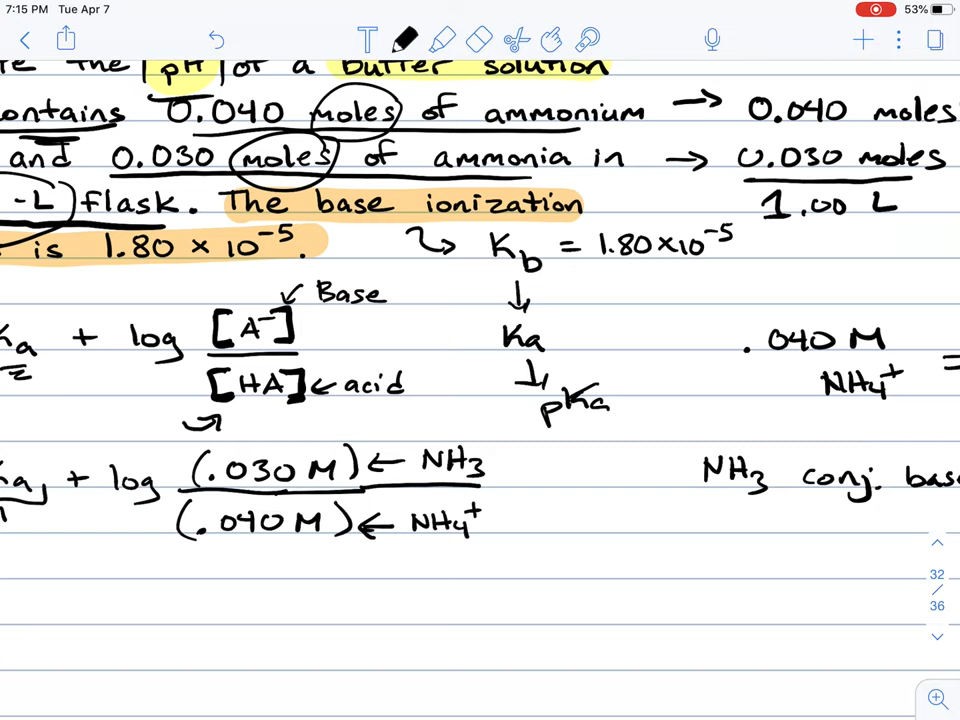 7:15 PM Tue Apr 7 53%
the pH of a buffer solution
contains 0.040 moles of ammonium → 0.040 moles
and 0.030 moles of ammonia in → 0.030 moles
-L flask. The base ionization 1.00 L
is 1.80 × 10⁻⁵. Kb = 1.80×10⁻⁵
Base
Ka + log [A⁻] Ka .040 M =
[HA] ← acid pKa NH₄⁺
Ka + log (.030 M) ← NH₃ NH₃ conj. base
(.040 M) ← NH₄⁺
32
/
36